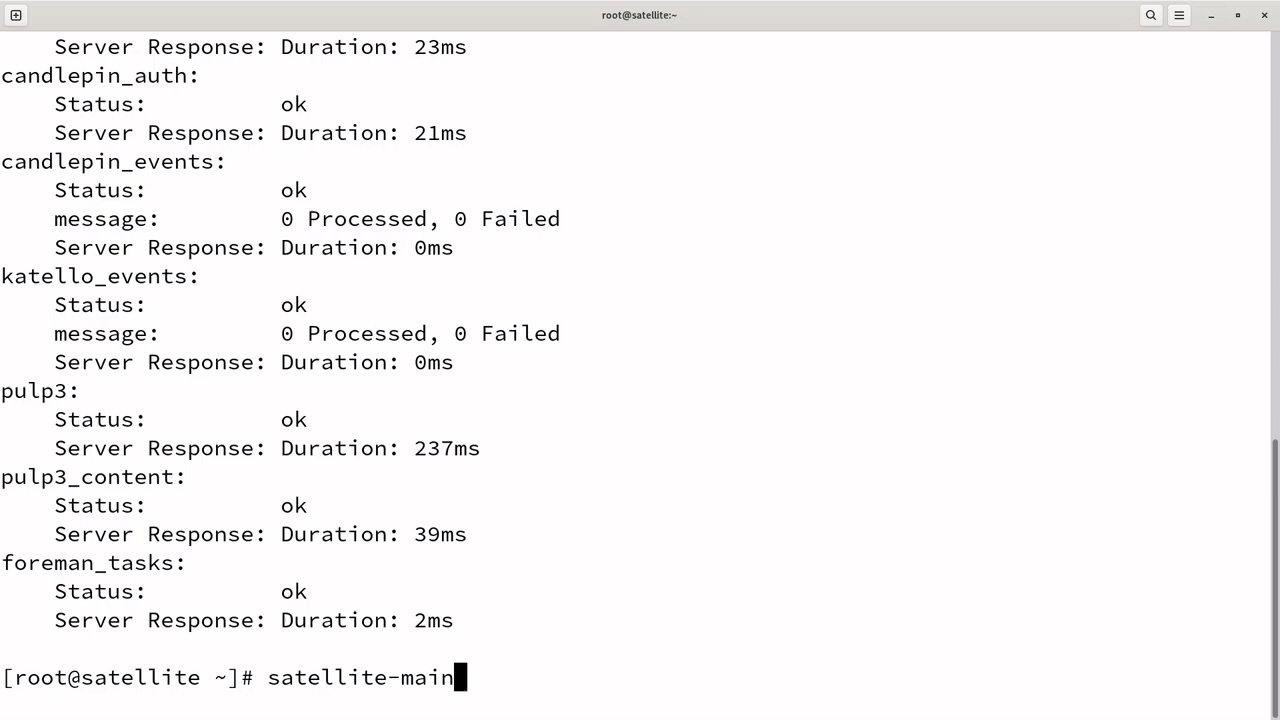 root@satellite:~
    Server Response: Duration: 23ms
candlepin_auth:
    Status:          ok
    Server Response: Duration: 21ms
candlepin_events:
    Status:          ok
    message:         0 Processed, 0 Failed
    Server Response: Duration: 0ms
katello_events:
    Status:          ok
    message:         0 Processed, 0 Failed
    Server Response: Duration: 0ms
pulp3:
    Status:          ok
    Server Response: Duration: 237ms
pulp3_content:
    Status:          ok
    Server Response: Duration: 39ms
foreman_tasks:
    Status:          ok
    Server Response: Duration: 2ms
[root@satellite ~]# satellite-main